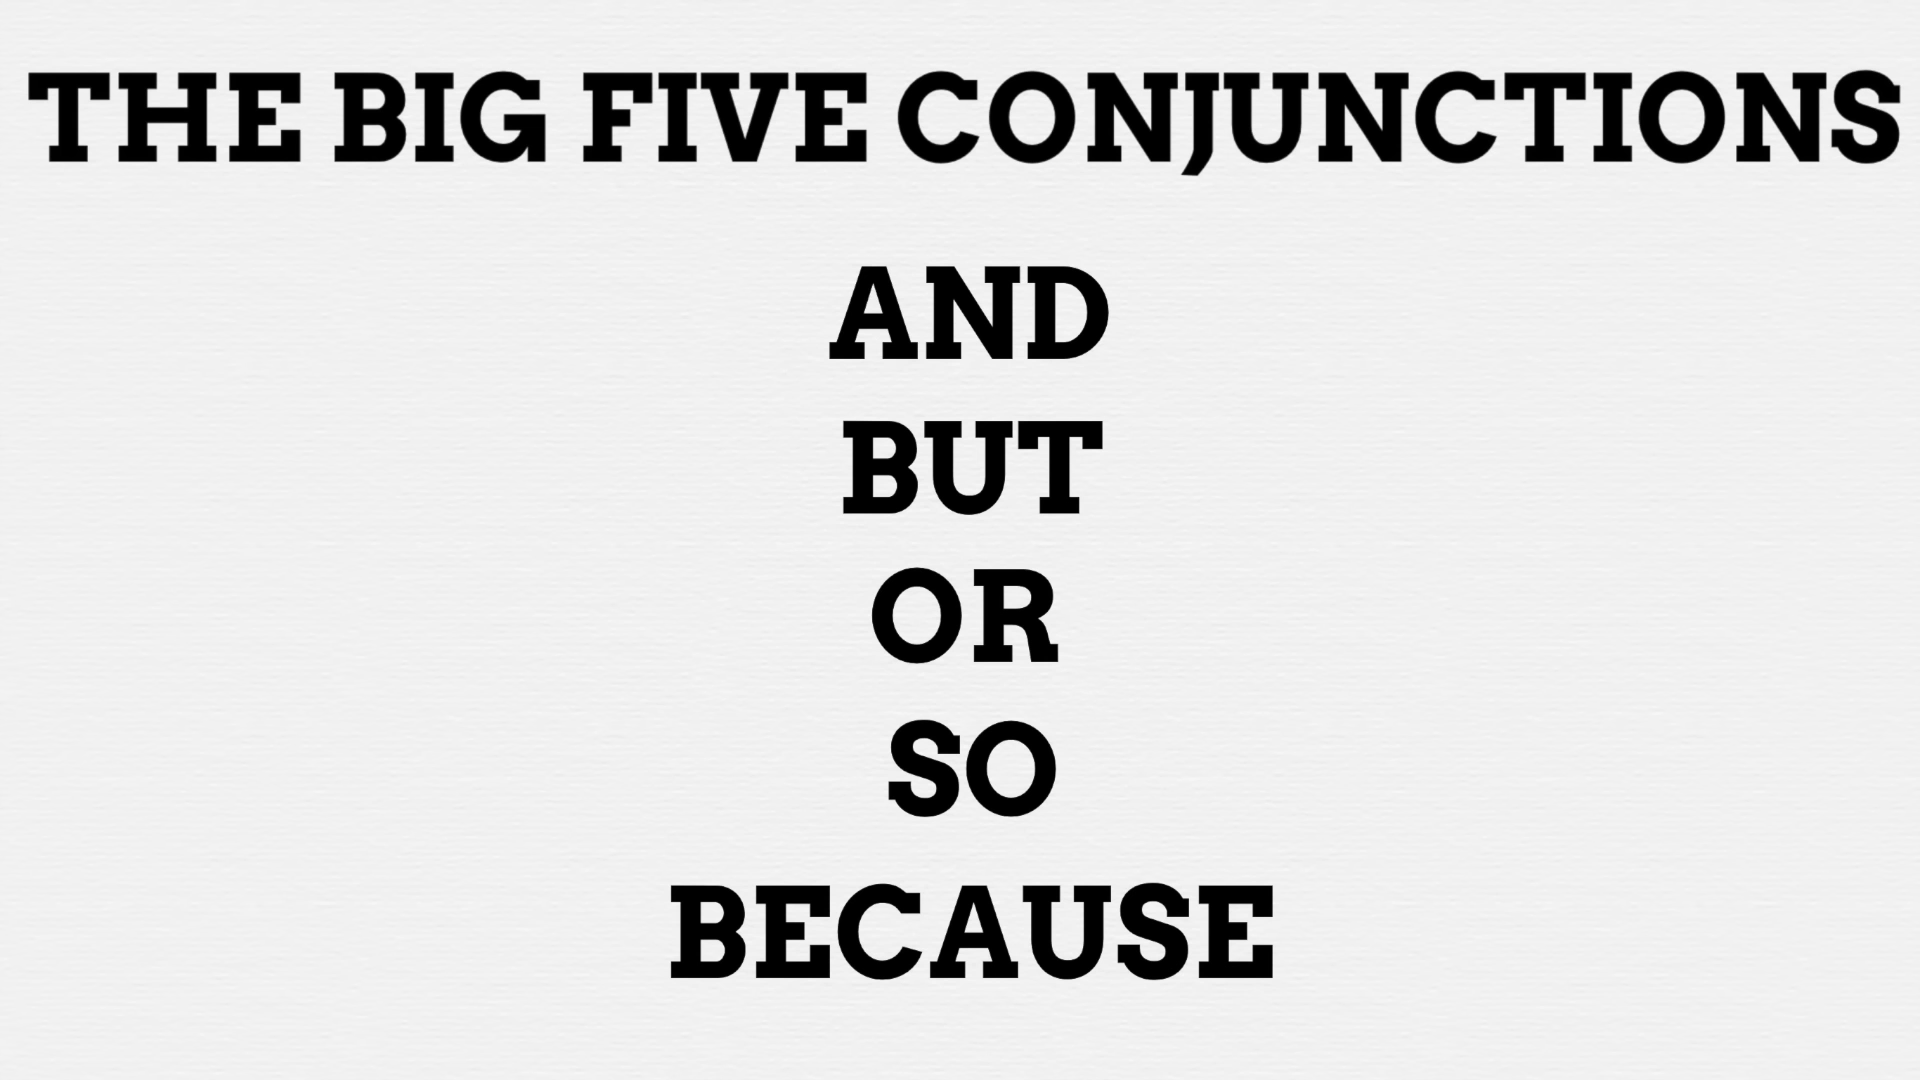 THE BIG FIVE CONJUNCTIONS
AND
BUT
OR
SO
BECAUSE